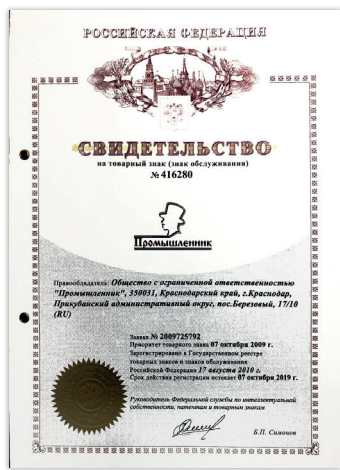 РОССИЙСКАЯ ФЕДЕРАЦИЯ
СВИДЕТЕЛЬСТВО
на товарный знак (знак обслуживания)
№ 416280
Промышленник
Правообладатель: Общество с ограниченной ответственностью
"Промышленник", 350031, Краснодарский край, г.Краснодар,
Прикубанский административный округ, пос.Березовый, 17/10
(RU)
Заявка № 2009725792
Приоритет товарного знака 07 октября 2009 г.
Зарегистрировано в Государственном реестре
товарных знаков и знаков обслуживания
Российской Федерации 17 августа 2010 г.
Срок действия регистрации истекает 07 октября 2019 г.
Руководитель Федеральной службы по интеллектуальной
собственности, патентам и товарным знакам
Б.П. Симонов